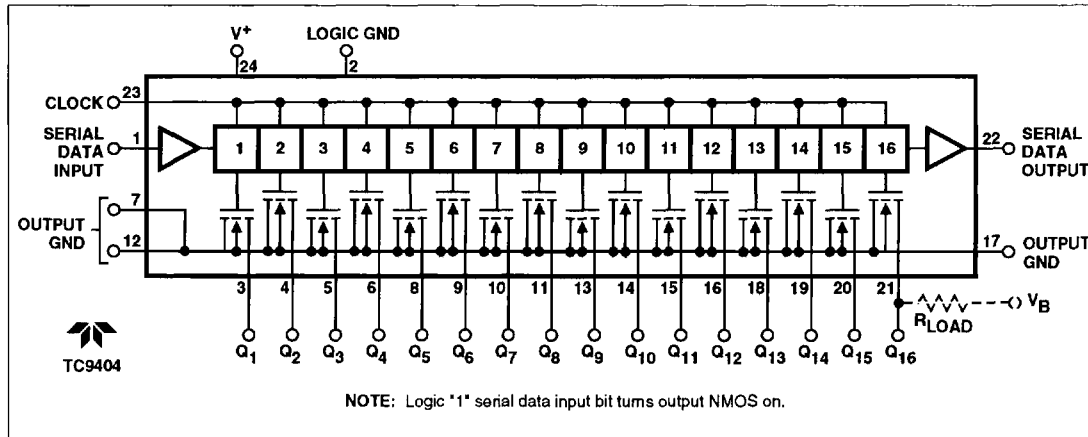 V+ LOGIC GND
24 2
CLOCK 23
SERIAL DATA INPUT 1
1 2 3 4 5 6 7 8 9 10 11 12 13 14 15 16
22 SERIAL DATA OUTPUT
7
OUTPUT GND
12
17 OUTPUT GND
3 4 5 6 8 9 10 11 13 14 15 16 18 19 20 21
RLOAD VB
TC9404
Q1 Q2 Q3 Q4 Q5 Q6 Q7 Q8 Q9 Q10 Q11 Q12 Q13 Q14 Q15 Q16
NOTE: Logic "1" serial data input bit turns output NMOS on.